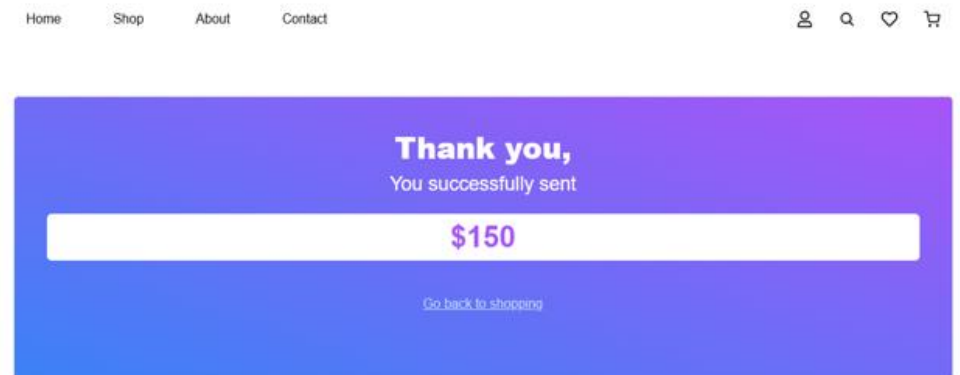 Home Shop About Contact
Thank you,
You successfully sent
$150
Go back to shopping